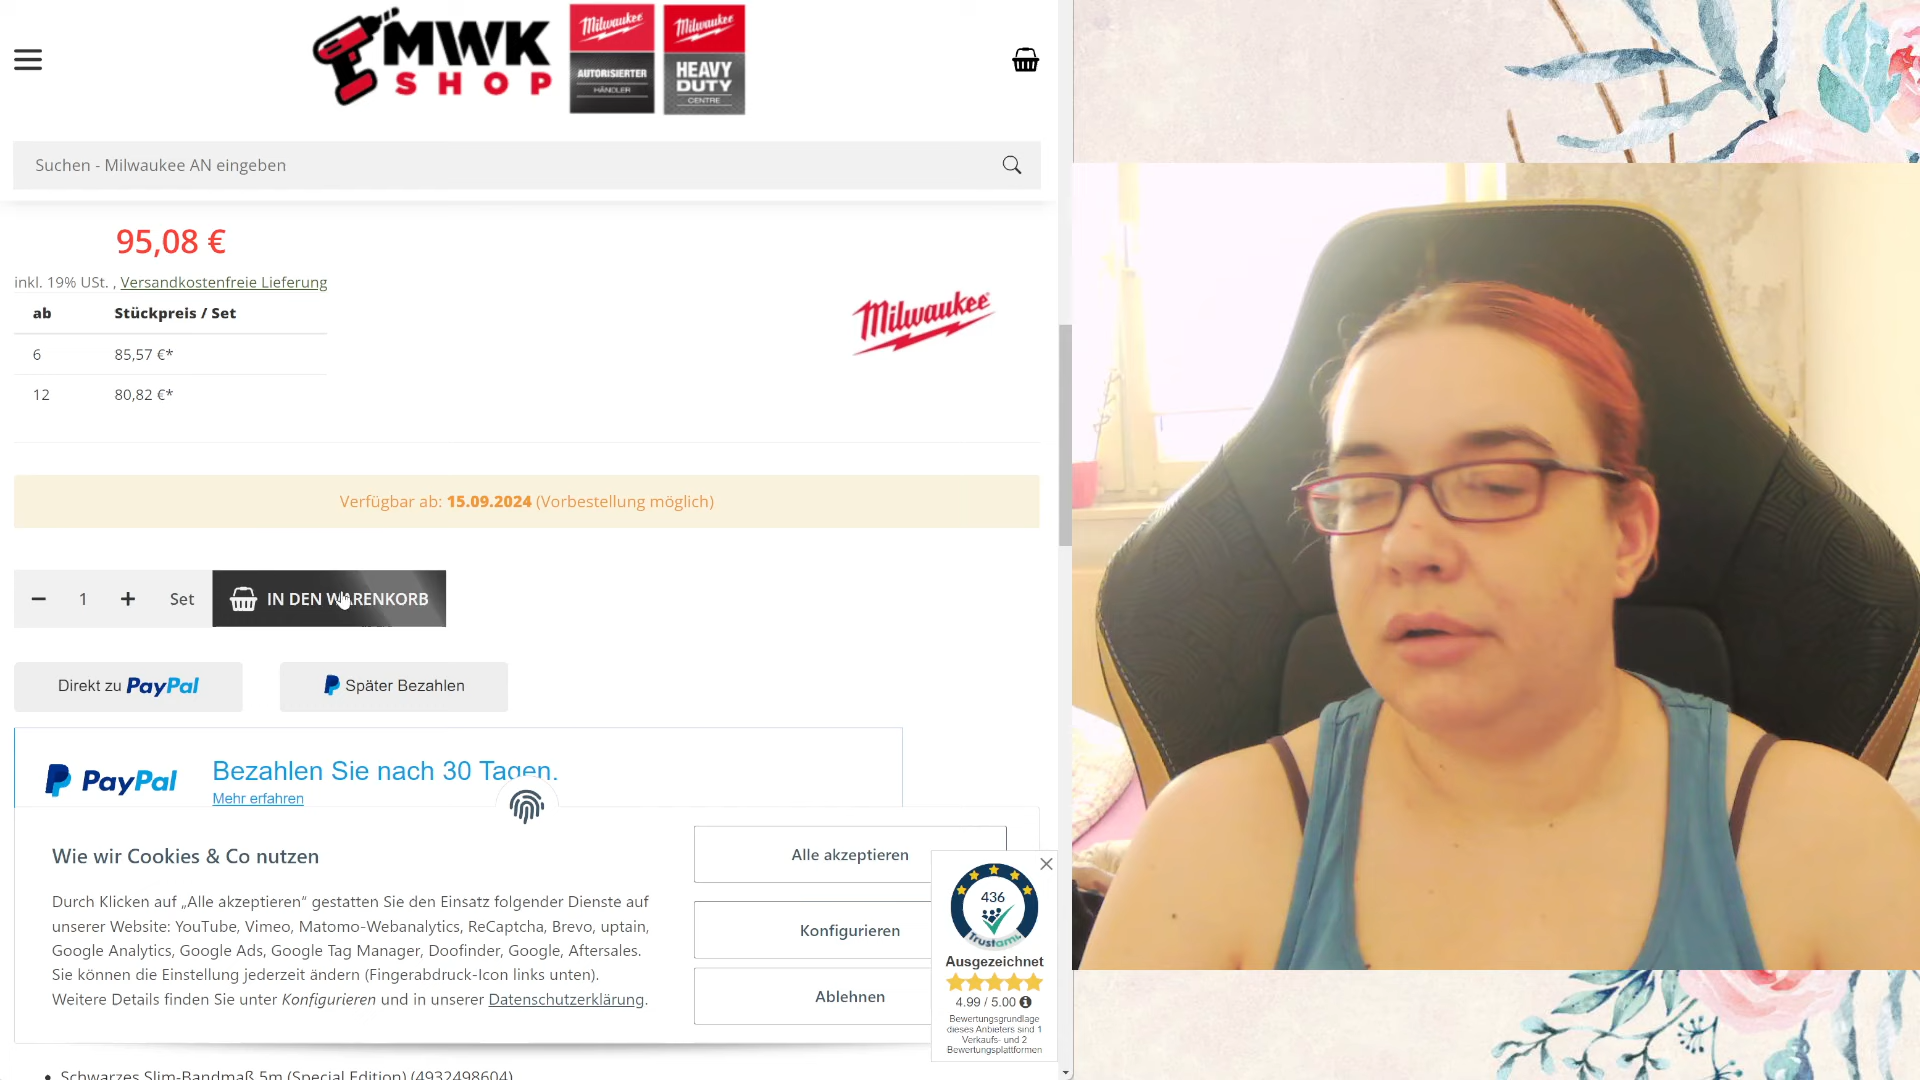 MWK
SHOP
Milwaukee
AUTORISIERTER
HÄNDLER
Milwaukee
HEAVY
DUTY
CENTRE
Suchen - Milwaukee AN eingeben
95,08 €
inkl. 19% USt. , Versandkostenfreie Lieferung
ab Stückpreis / Set
6 85,57 €*
12 80,82 €*
Milwaukee
Verfügbar ab: 15.09.2024 (Vorbestellung möglich)
1 Set IN DEN WARENKORB
Direkt zu PayPal
Später Bezahlen
PayPal
Bezahlen Sie nach 30 Tagen.
Mehr erfahren
Wie wir Cookies & Co nutzen
Durch Klicken auf „Alle akzeptieren“ gestatten Sie den Einsatz folgender Dienste auf
unserer Website: YouTube, Vimeo, Matomo-Webanalytics, ReCaptcha, Brevo, uptain,
Google Analytics, Google Ads, Google Tag Manager, Doofinder, Google, Aftersales.
Sie können die Einstellung jederzeit ändern (Fingerabdruck-Icon links unten).
Weitere Details finden Sie unter Konfigurieren und in unserer Datenschutzerklärung.
Alle akzeptieren
Konfigurieren
Ablehnen
436
Ausgezeichnet
4.99 / 5.00
Bewertungsgrundlage
dieses Anbieters sind 1
Verkaufs- und 2
Bewertungsplattformen
Schwarzes Slim-Bandmaß 5m (Special Edition) (4932498604)